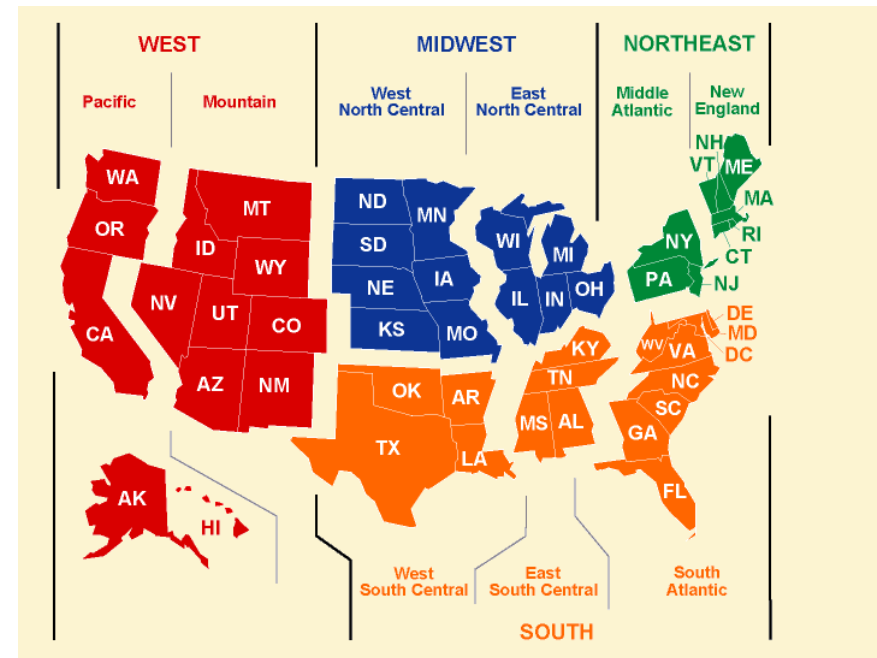 WEST
MIDWEST
NORTHEAST
Pacific
Mountain
West
North Central
East
North Central
Middle
Atlantic
New
England
NH
VT
ME
MA
RI
CT
NJ
NY
PA
WA
OR
CA
MT
ID
WY
NV
UT
CO
AZ
NM
ND
SD
NE
KS
MN
IA
MO
WI
MI
IL
IN
OH
DE
MD
DC
WV
VA
NC
SC
GA
FL
KY
TN
MS
AL
OK
AR
TX
LA
AK
HI
West
South Central
East
South Central
South
Atlantic
SOUTH